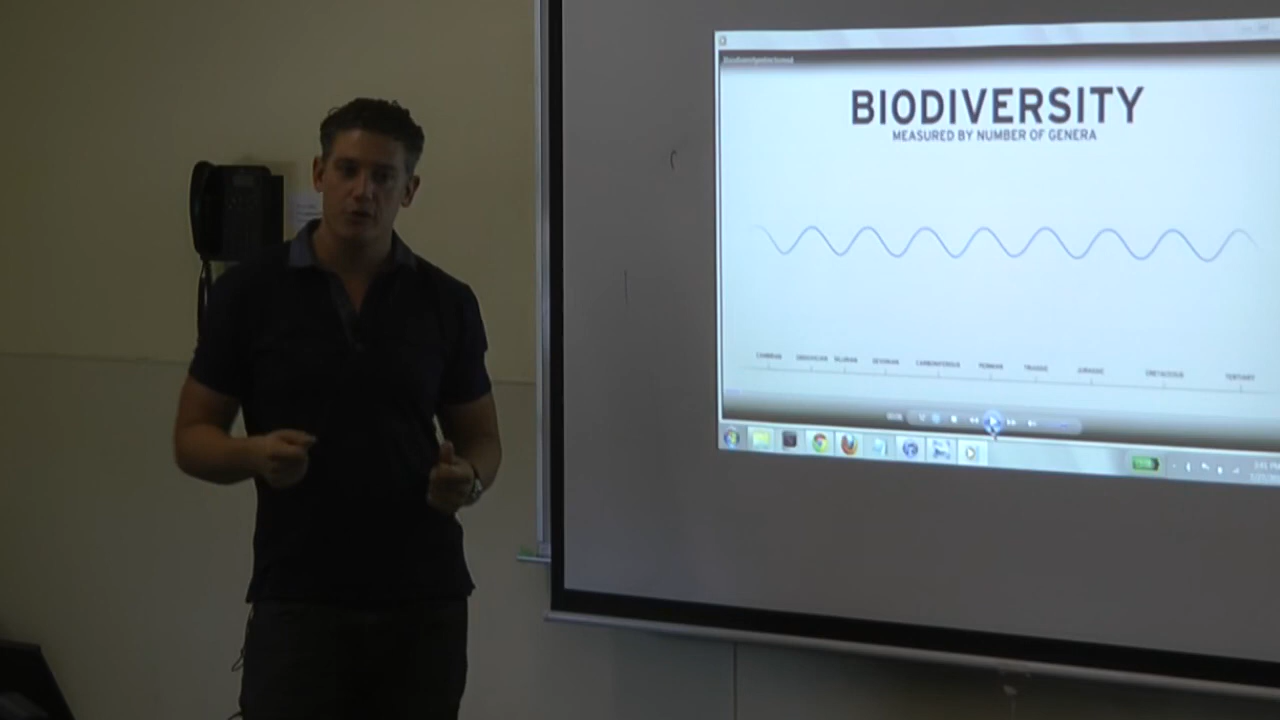 BIODIVERSITY
MEASURED BY NUMBER OF GENERA
CAMBRIAN ORDOVICIAN SILURIAN DEVONIAN CARBONIFEROUS PERMIAN TRIASSIC JURASSIC CRETACEOUS TERTIARY